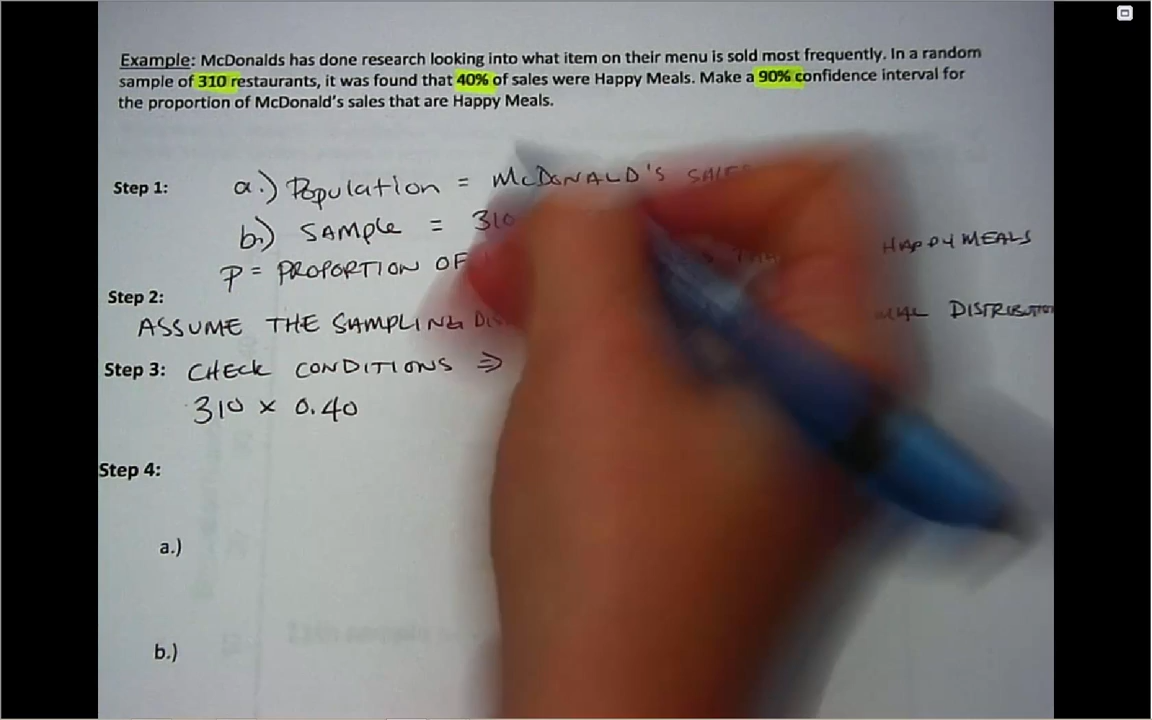 Example: McDonalds has done research looking into what item on their menu is sold most frequently. In a random
sample of 310 restaurants, it was found that 40% of sales were Happy Meals. Make a 90% confidence interval for
the proportion of McDonald's sales that are Happy Meals.
Step 1: a.) Population = McDONALD'S SALES
b.) SAMPLE = 310
P = PROPORTION OF HAPPY MEALS
Step 2:
ASSUME THE SAMPLING DISTRIBUTION
Step 3: CHECK CONDITIONS ⇒
310 × 0.40
Step 4:
a.)
b.)